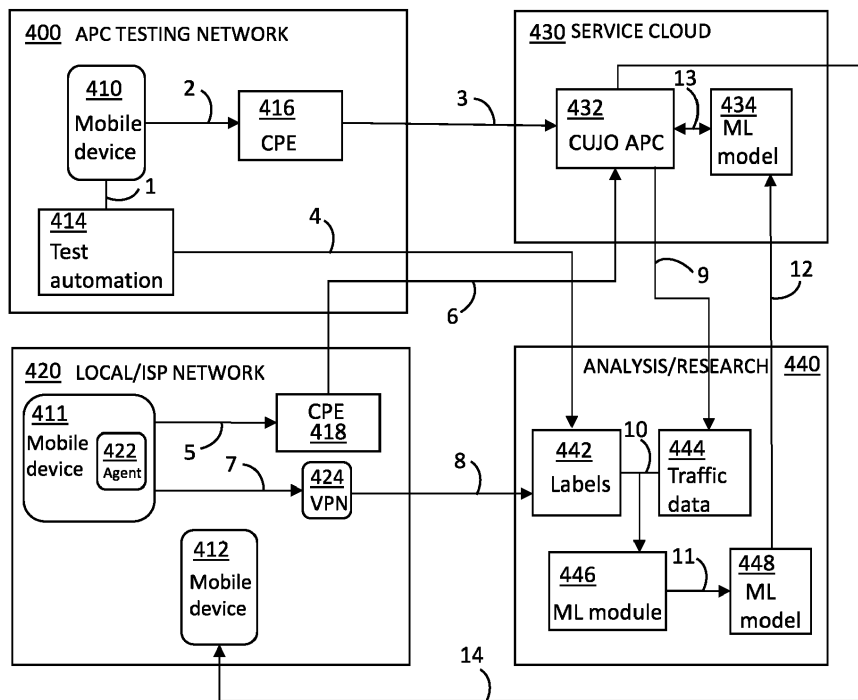 400 APC TESTING NETWORK
410
Mobile
device
2
416
CPE
3
1
414
Test
automation
4
6
430 SERVICE CLOUD
432
CUJO APC
13
434
ML
model
9
12
420 LOCAL/ISP NETWORK
411
Mobile
device
422
Agent
5
7
CPE
418
424
VPN
8
412
Mobile
device
ANALYSIS/RESEARCH 440
442
Labels
10
444
Traffic
data
446
ML module
11
448
ML
model
14